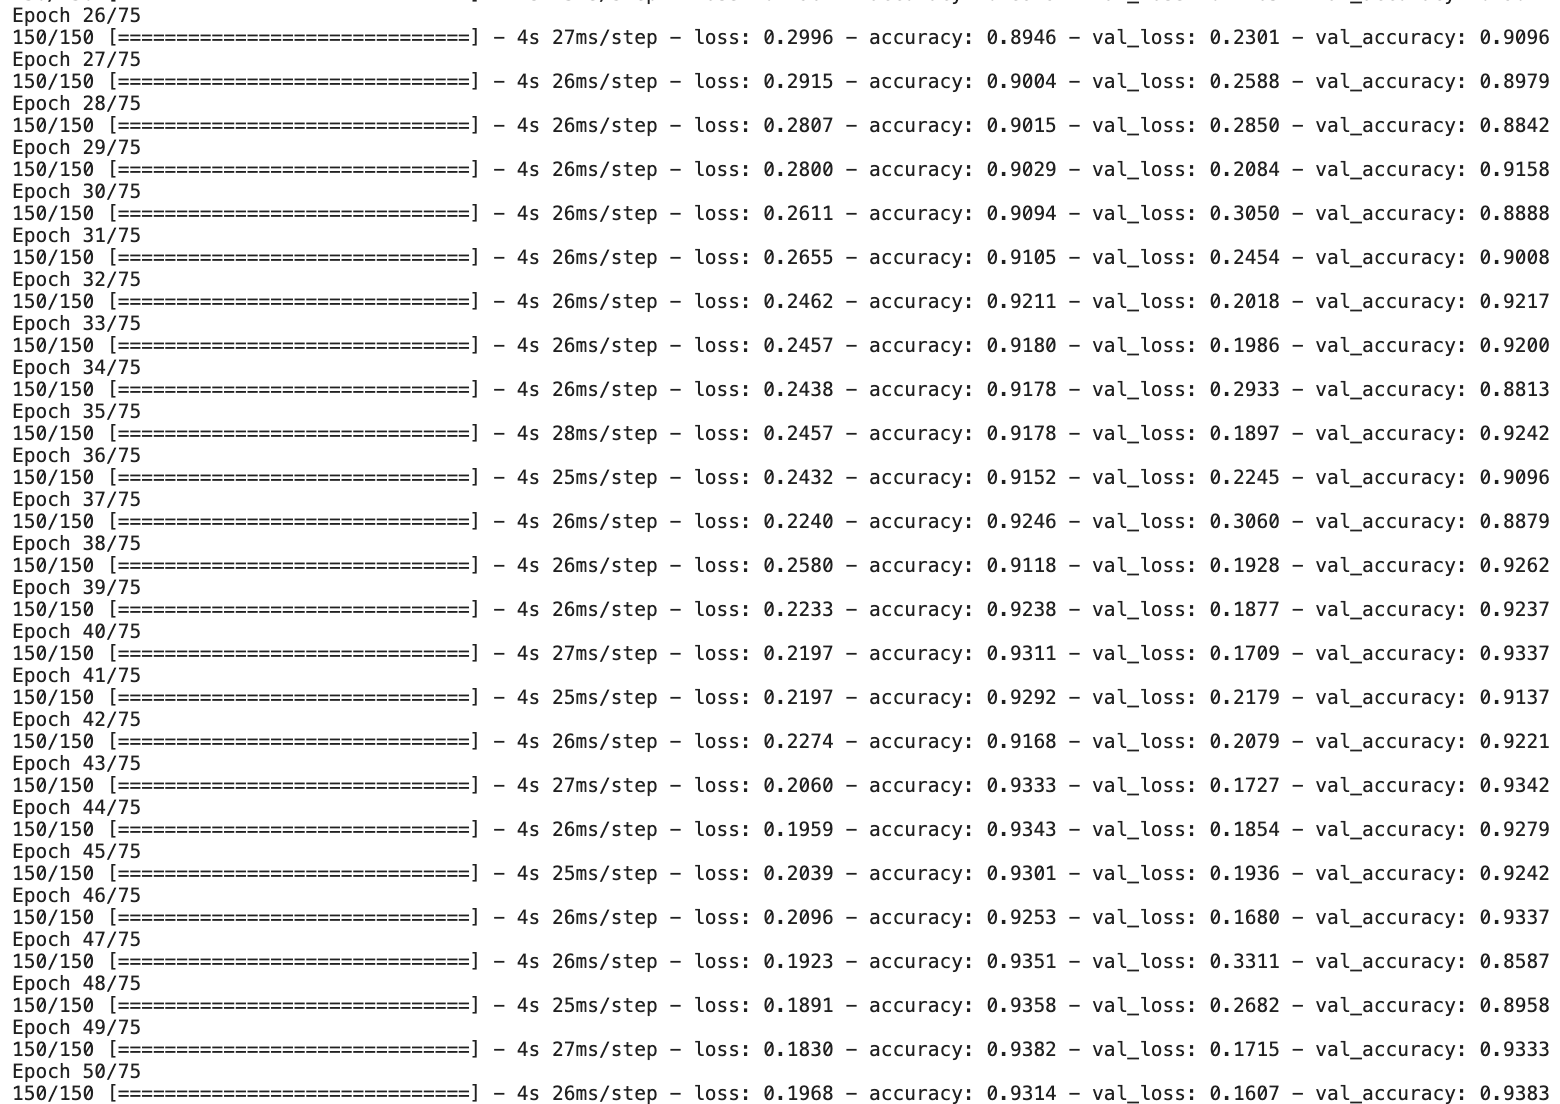 Epoch 26/75
150/150 [==============================] - 4s 27ms/step - loss: 0.2996 - accuracy: 0.8946 - val_loss: 0.2301 - val_accuracy: 0.9096
Epoch 27/75
150/150 [==============================] - 4s 26ms/step - loss: 0.2915 - accuracy: 0.9004 - val_loss: 0.2588 - val_accuracy: 0.8979
Epoch 28/75
150/150 [==============================] - 4s 26ms/step - loss: 0.2807 - accuracy: 0.9015 - val_loss: 0.2850 - val_accuracy: 0.8842
Epoch 29/75
150/150 [==============================] - 4s 26ms/step - loss: 0.2800 - accuracy: 0.9029 - val_loss: 0.2084 - val_accuracy: 0.9158
Epoch 30/75
150/150 [==============================] - 4s 26ms/step - loss: 0.2611 - accuracy: 0.9094 - val_loss: 0.3050 - val_accuracy: 0.8888
Epoch 31/75
150/150 [==============================] - 4s 26ms/step - loss: 0.2655 - accuracy: 0.9105 - val_loss: 0.2454 - val_accuracy: 0.9008
Epoch 32/75
150/150 [==============================] - 4s 26ms/step - loss: 0.2462 - accuracy: 0.9211 - val_loss: 0.2018 - val_accuracy: 0.9217
Epoch 33/75
150/150 [==============================] - 4s 26ms/step - loss: 0.2457 - accuracy: 0.9180 - val_loss: 0.1986 - val_accuracy: 0.9200
Epoch 34/75
150/150 [==============================] - 4s 26ms/step - loss: 0.2438 - accuracy: 0.9178 - val_loss: 0.2933 - val_accuracy: 0.8813
Epoch 35/75
150/150 [==============================] - 4s 28ms/step - loss: 0.2457 - accuracy: 0.9178 - val_loss: 0.1897 - val_accuracy: 0.9242
Epoch 36/75
150/150 [==============================] - 4s 25ms/step - loss: 0.2432 - accuracy: 0.9152 - val_loss: 0.2245 - val_accuracy: 0.9096
Epoch 37/75
150/150 [==============================] - 4s 26ms/step - loss: 0.2240 - accuracy: 0.9246 - val_loss: 0.3060 - val_accuracy: 0.8879
Epoch 38/75
150/150 [==============================] - 4s 26ms/step - loss: 0.2580 - accuracy: 0.9118 - val_loss: 0.1928 - val_accuracy: 0.9262
Epoch 39/75
150/150 [==============================] - 4s 26ms/step - loss: 0.2233 - accuracy: 0.9238 - val_loss: 0.1877 - val_accuracy: 0.9237
Epoch 40/75
150/150 [==============================] - 4s 27ms/step - loss: 0.2197 - accuracy: 0.9311 - val_loss: 0.1709 - val_accuracy: 0.9337
Epoch 41/75
150/150 [==============================] - 4s 25ms/step - loss: 0.2197 - accuracy: 0.9292 - val_loss: 0.2179 - val_accuracy: 0.9137
Epoch 42/75
150/150 [==============================] - 4s 26ms/step - loss: 0.2274 - accuracy: 0.9168 - val_loss: 0.2079 - val_accuracy: 0.9221
Epoch 43/75
150/150 [==============================] - 4s 27ms/step - loss: 0.2060 - accuracy: 0.9333 - val_loss: 0.1727 - val_accuracy: 0.9342
Epoch 44/75
150/150 [==============================] - 4s 26ms/step - loss: 0.1959 - accuracy: 0.9343 - val_loss: 0.1854 - val_accuracy: 0.9279
Epoch 45/75
150/150 [==============================] - 4s 25ms/step - loss: 0.2039 - accuracy: 0.9301 - val_loss: 0.1936 - val_accuracy: 0.9242
Epoch 46/75
150/150 [==============================] - 4s 26ms/step - loss: 0.2096 - accuracy: 0.9253 - val_loss: 0.1680 - val_accuracy: 0.9337
Epoch 47/75
150/150 [==============================] - 4s 26ms/step - loss: 0.1923 - accuracy: 0.9351 - val_loss: 0.3311 - val_accuracy: 0.8587
Epoch 48/75
150/150 [==============================] - 4s 25ms/step - loss: 0.1891 - accuracy: 0.9358 - val_loss: 0.2682 - val_accuracy: 0.8958
Epoch 49/75
150/150 [==============================] - 4s 27ms/step - loss: 0.1830 - accuracy: 0.9382 - val_loss: 0.1715 - val_accuracy: 0.9333
Epoch 50/75
150/150 [==============================] - 4s 26ms/step - loss: 0.1968 - accuracy: 0.9314 - val_loss: 0.1607 - val_accuracy: 0.9383